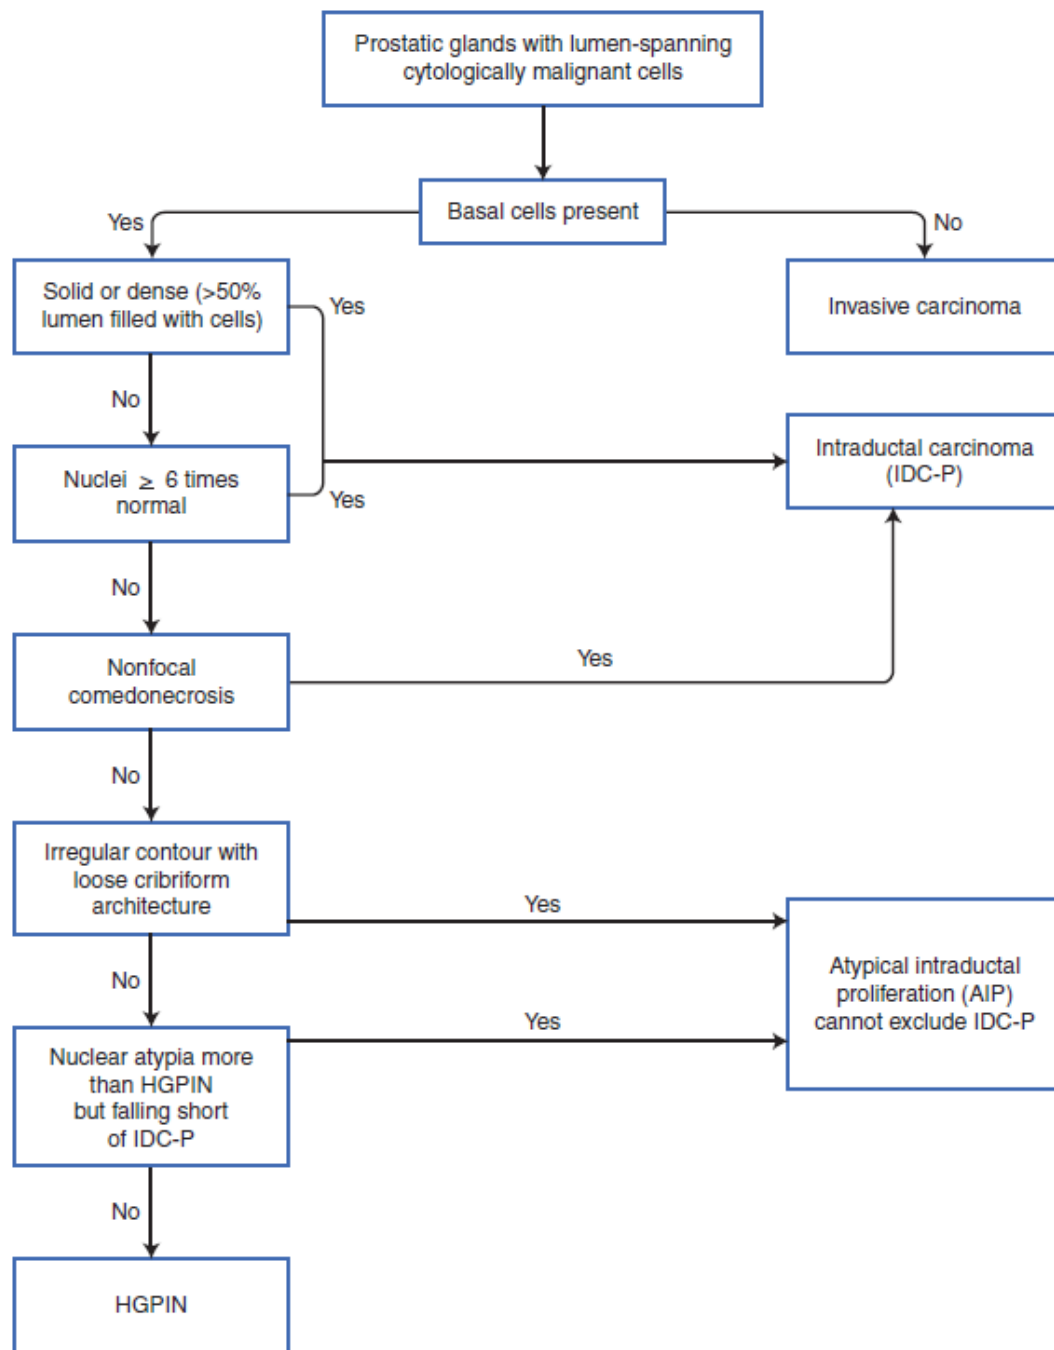 Prostatic glands with lumen-spanning
cytologically malignant cells
Basal cells present
Yes
No
Solid or dense (>50%
lumen filled with cells)
Yes
Invasive carcinoma
No
Intraductal carcinoma
(IDC-P)
Nuclei ≥ 6 times
normal
Yes
No
Nonfocal
comedonecrosis
Yes
No
Irregular contour with
loose cribriform
architecture
Yes
No
Atypical intraductal
proliferation (AIP)
cannot exclude IDC-P
Yes
Nuclear atypia more
than HGPIN
but falling short
of IDC-P
No
HGPIN